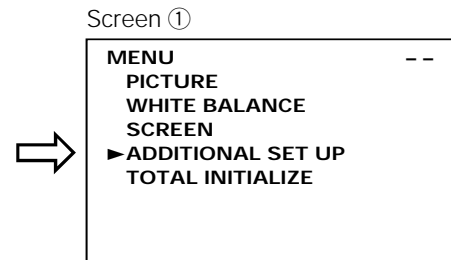 Screen ①
MENU – –
PICTURE
WHITE BALANCE
SCREEN
►ADDITIONAL SET UP
TOTAL INITIALIZE